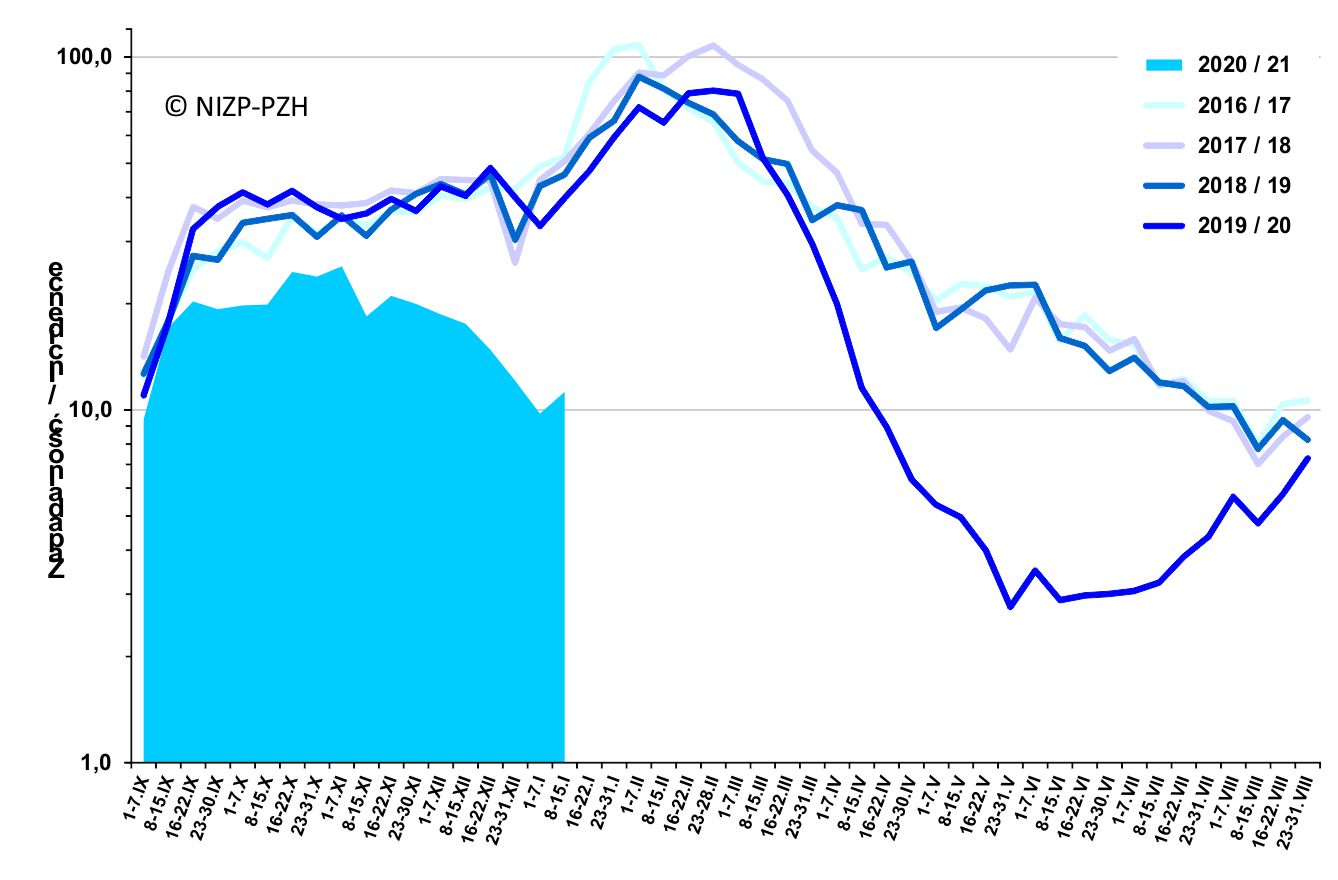 100,0
10,0
1,0
© NIZP-PZH
2020 / 21
2016 / 17
2017 / 18
2018 / 19
2019 / 20
Zapadalność / Incidence
1-7.IX
8-15.IX
16-22.IX
23-30.IX
1-7.X
8-15.X
16-22.X
23-31.X
1-7.XI
8-15.XI
16-22.XI
23-30.XI
1-7.XII
8-15.XII
16-22.XII
23-31.XII
1-7.I
8-15.I
16-22.I
23-31.I
1-7.II
8-15.II
16-22.II
23-28.II
1-7.III
8-15.III
16-22.III
23-31.III
1-7.IV
8-15.IV
16-22.IV
23-30.IV
1-7.V
8-15.V
16-22.V
23-31.V
1-7.VI
8-15.VI
16-22.VI
23-30.VI
1-7.VII
8-15.VII
16-22.VII
23-31.VII
1-7.VIII
8-15.VIII
16-22.VIII
23-31.VIII